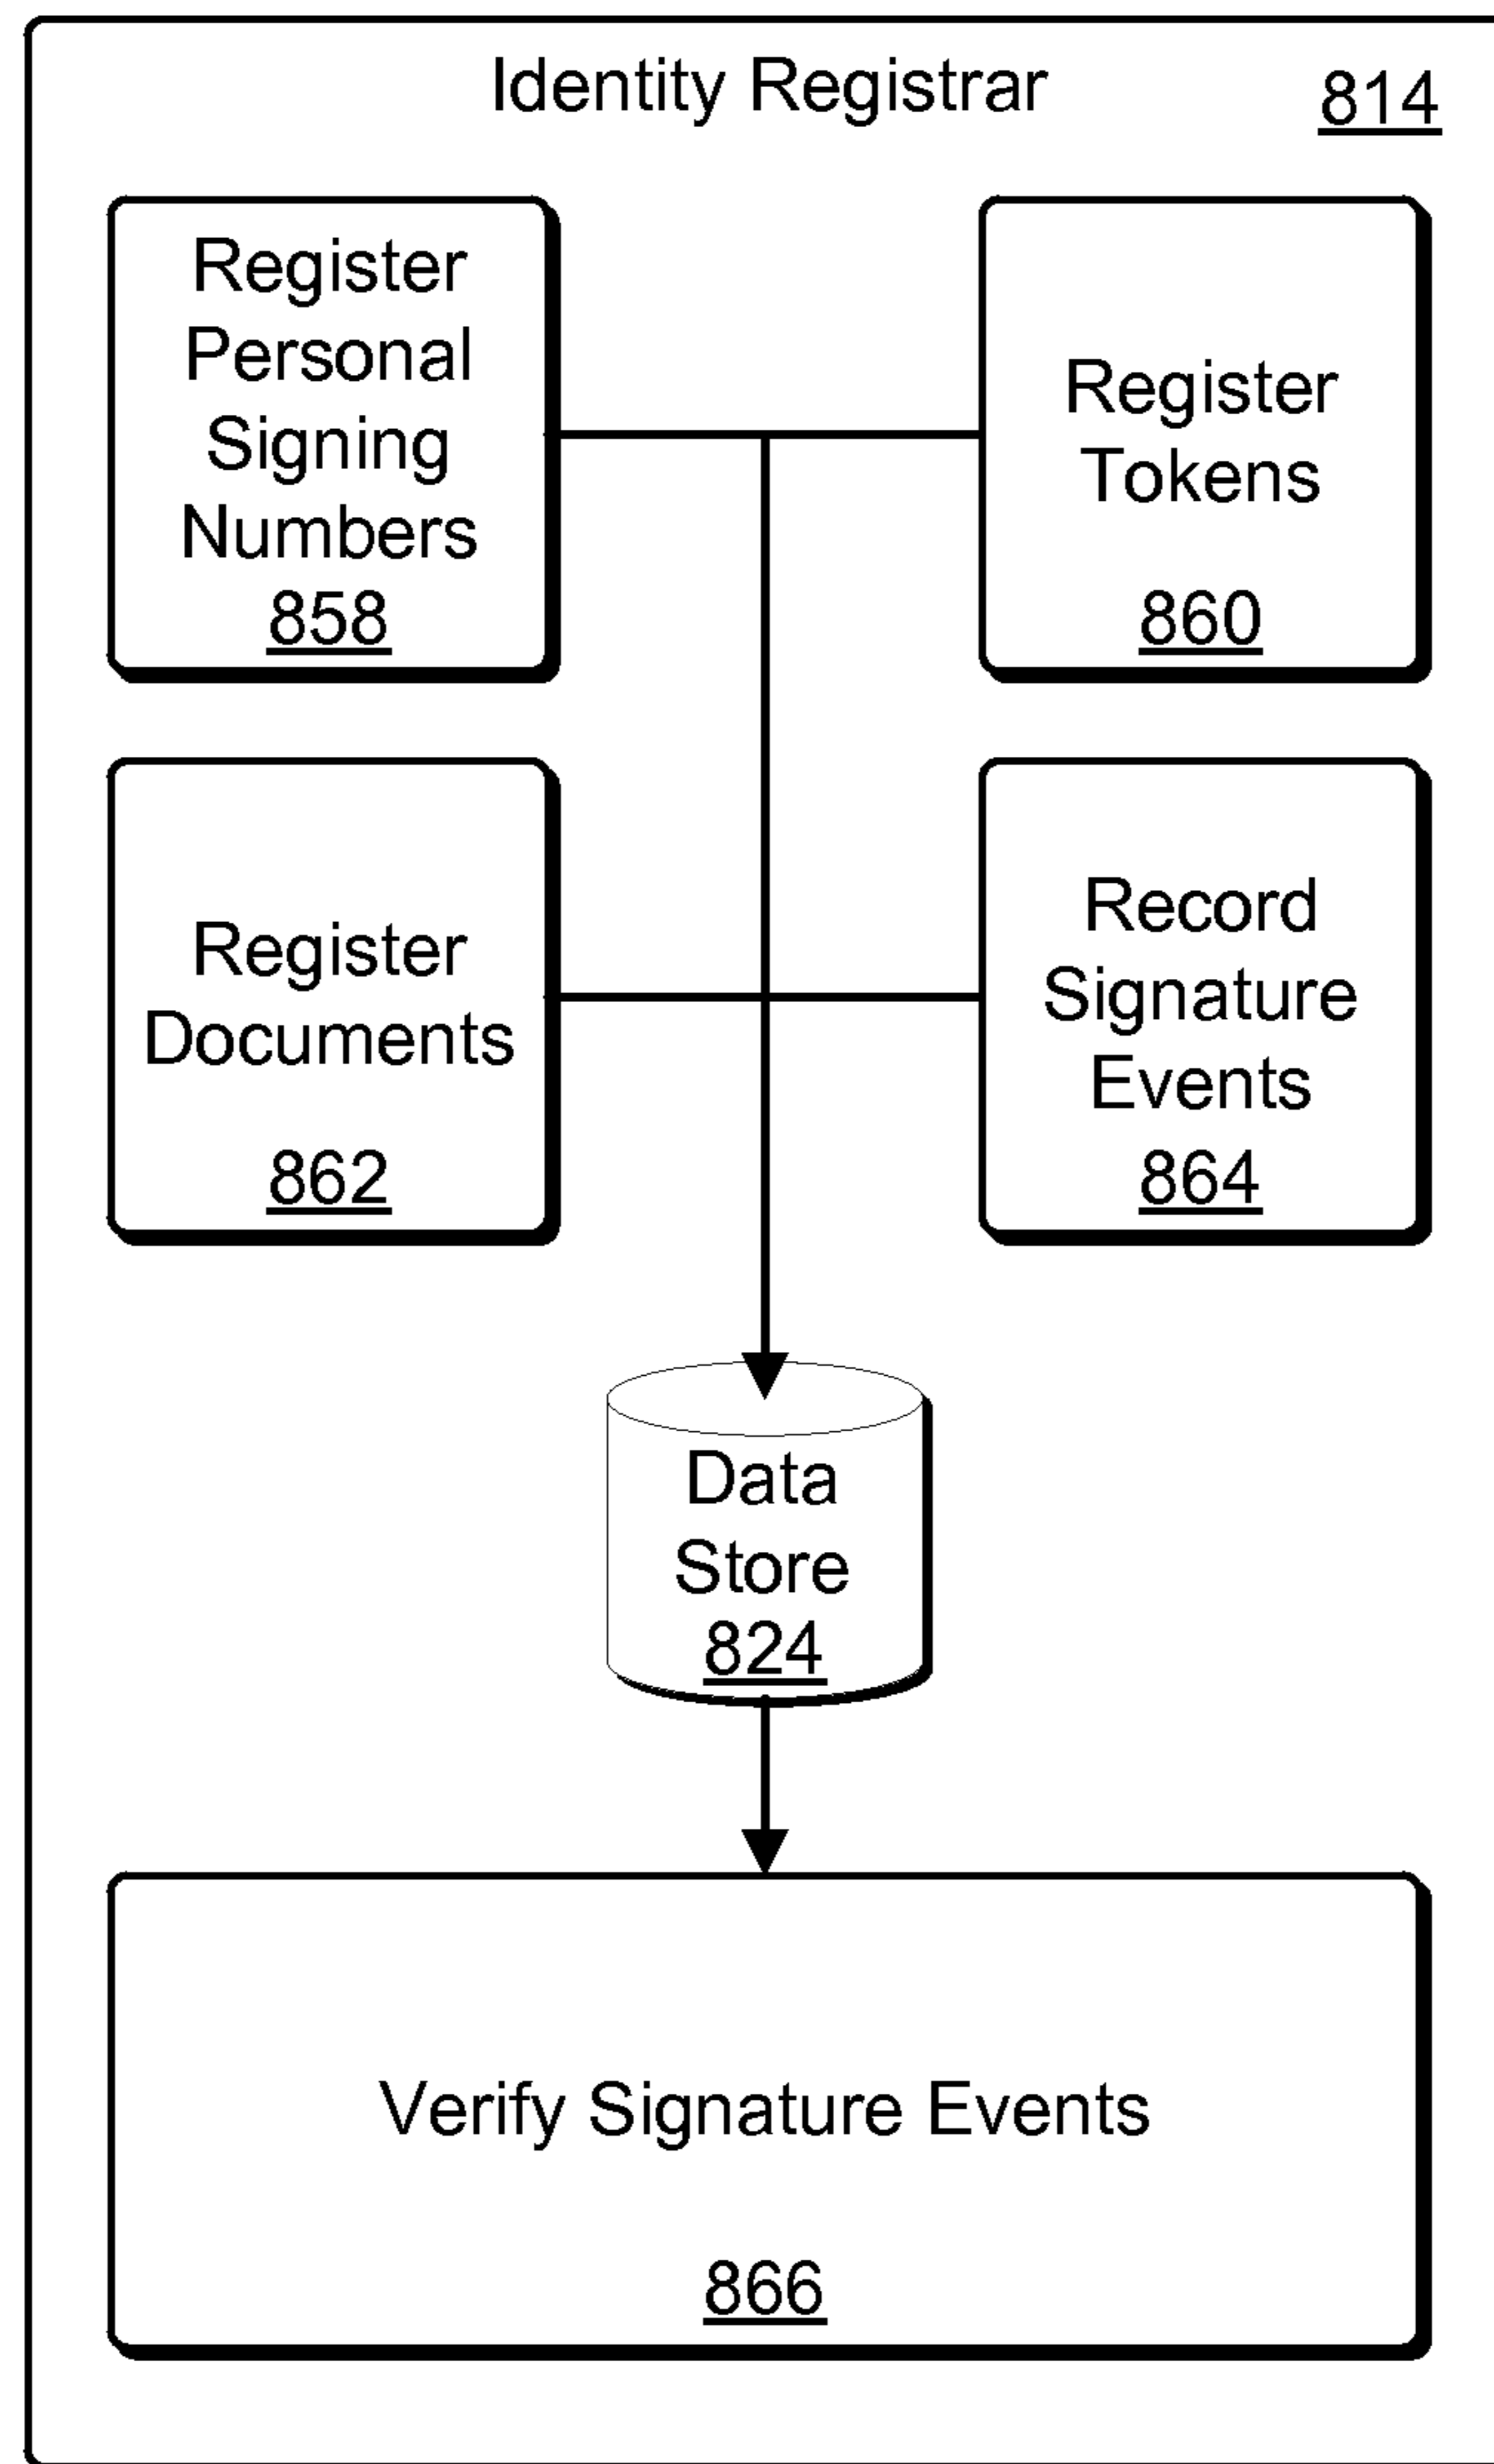 Identity Registrar
814
Register
Personal
Signing
Numbers
858
Register
Tokens
860
Register
Documents
862
Record
Signature
Events
864
Data
Store
824
Verify Signature Events
866